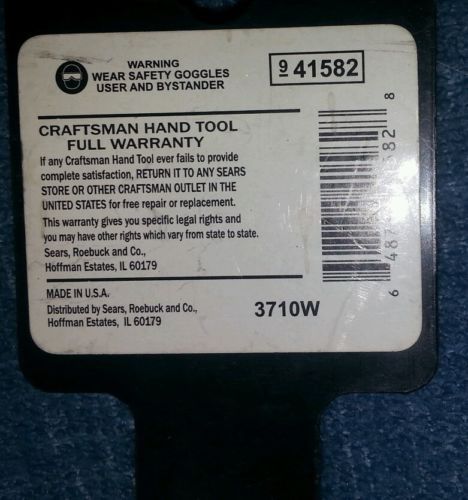 WARNING
WEAR SAFETY GOGGLES
USER AND BYSTANDER
9 41582
CRAFTSMAN HAND TOOL
FULL WARRANTY
If any Craftsman Hand Tool ever fails to provide
complete satisfaction, RETURN IT TO ANY SEARS
STORE OR OTHER CRAFTSMAN OUTLET IN THE
UNITED STATES for free repair or replacement.
This warranty gives you specific legal rights and
you may have other rights which vary from state to state.
Sears, Roebuck and Co.,
Hoffman Estates, IL 60179
MADE IN U.S.A.
Distributed by Sears, Roebuck and Co.,
Hoffman Estates, IL 60179
3710W